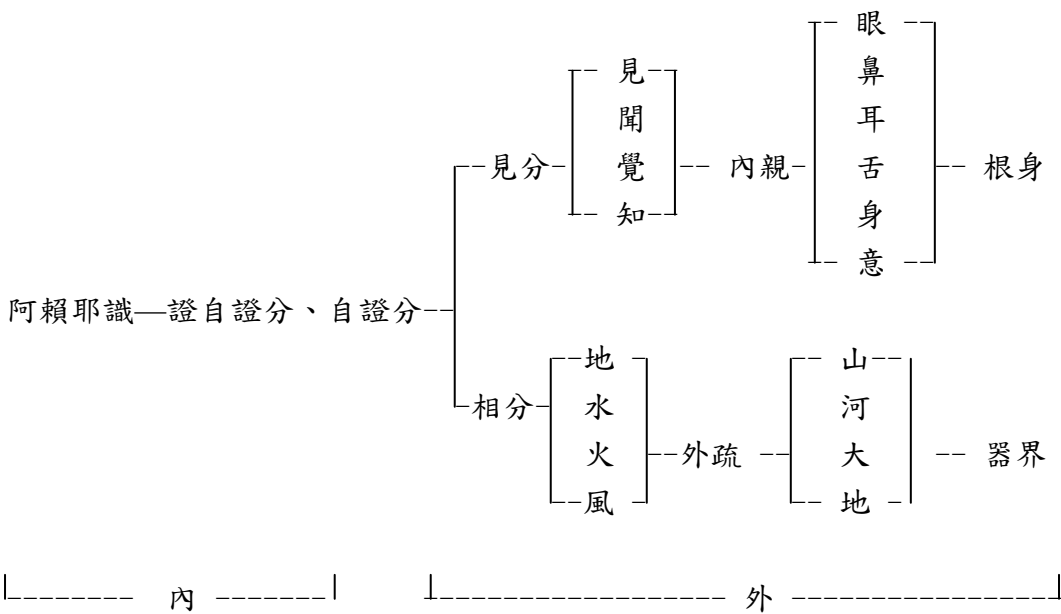 阿賴耶識—證自證分、自證分
見分
見
聞
覺
知
內親
眼
鼻
耳
舌
身
意
根身
相分
地
水
火
風
外疏
山
河
大
地
器界
內
外